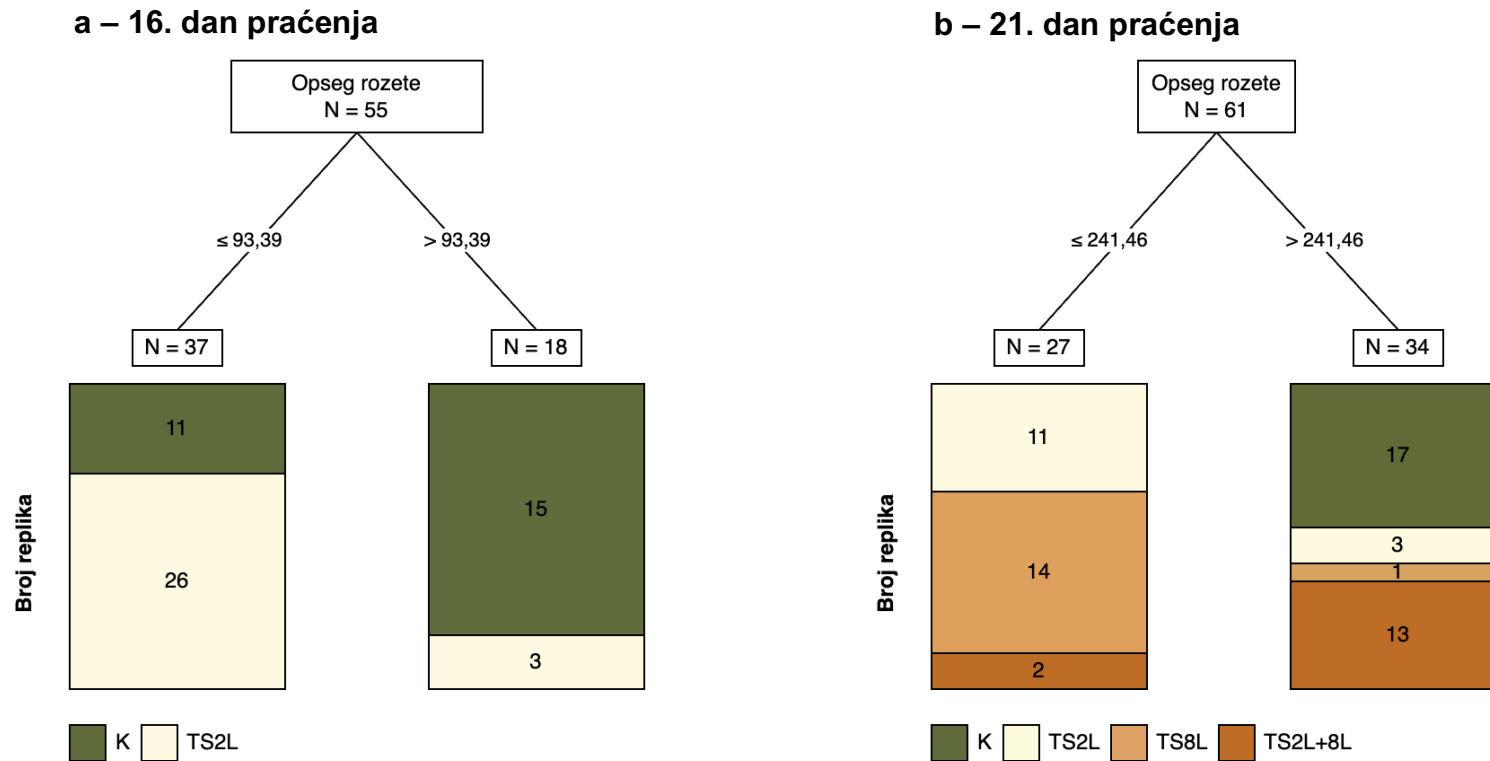 a – 16. dan praćenja
Opseg rozete
N = 55
≤ 93,39
> 93,39
N = 37
N = 18
Broj replika
11
26
15
3
K
TS2L
b – 21. dan praćenja
Opseg rozete
N = 61
≤ 241,46
> 241,46
N = 27
N = 34
Broj replika
11
14
2
17
3
1
13
K
TS2L
TS8L
TS2L+8L